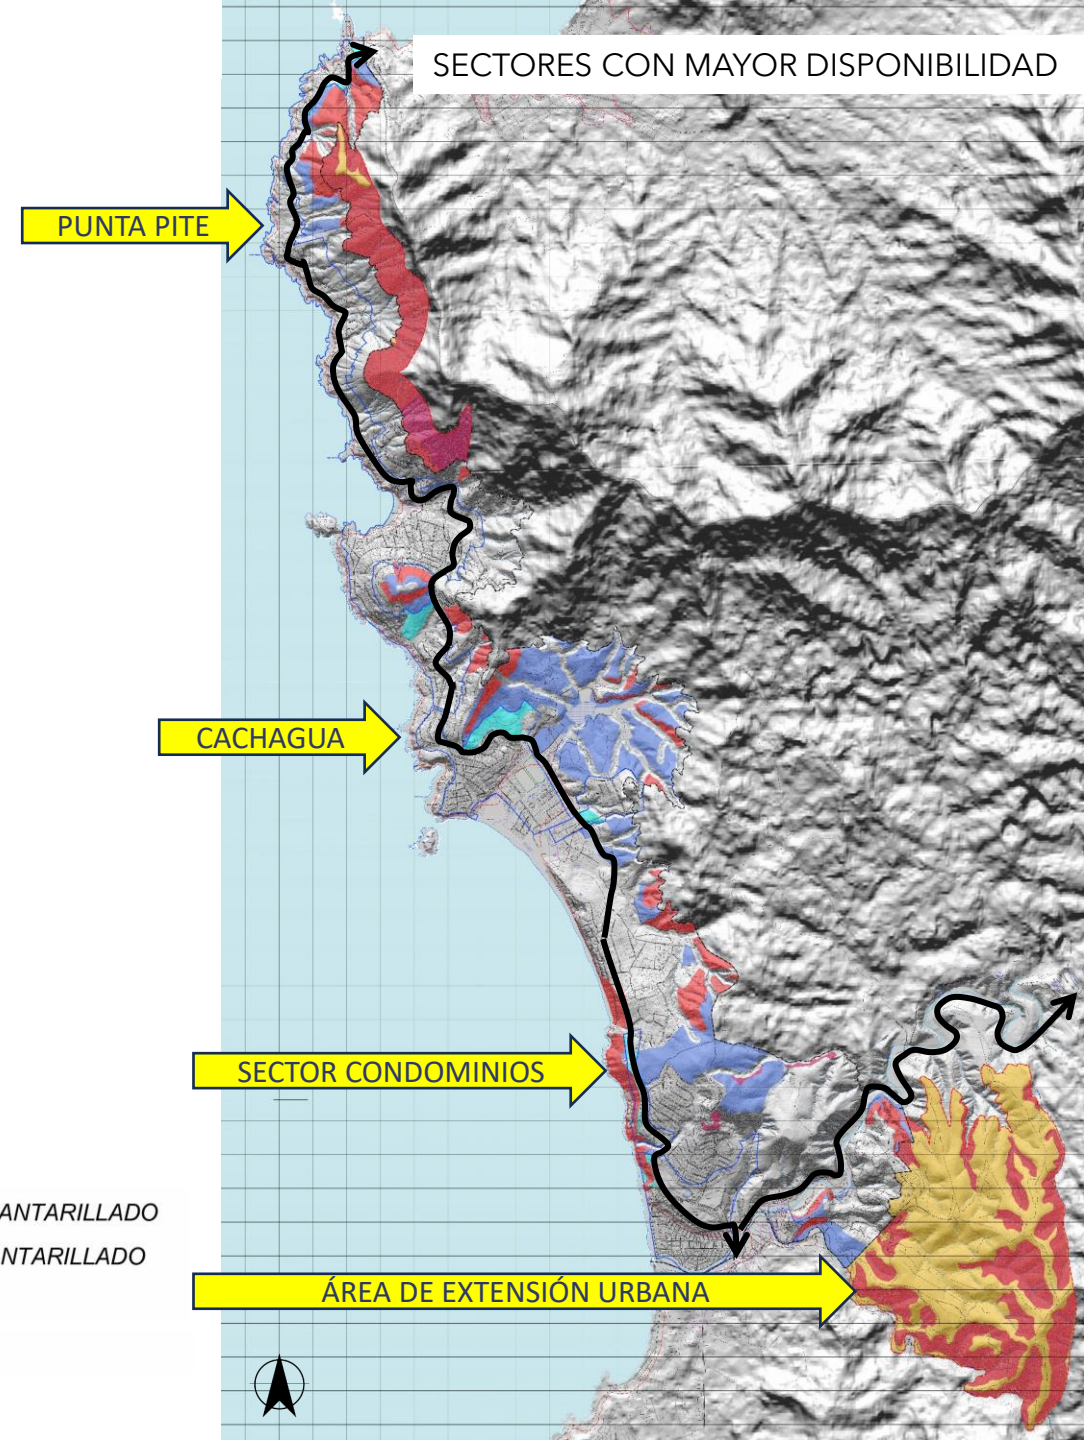 SECTORES CON MAYOR DISPONIBILIDAD
PUNTA PITE
CACHAGUA
SECTOR CONDOMINIOS
ANTARILLADO
NTARILLADO
ÁREA DE EXTENSIÓN URBANA